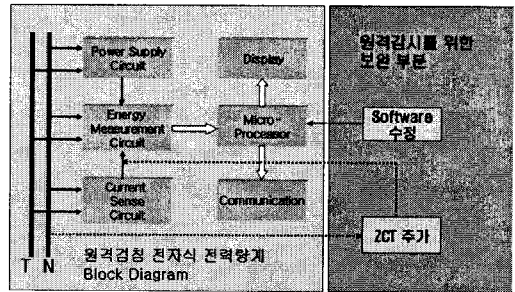 Power Supply
Circuit
Display
Energy
Measurement
Circuit
Micro-
Processor
Current
Sense
Circuit
Communication
T N
원격검침 전자식 전력량계
Block Diagram
원격감시를 위한
보완 부분
Software
수정
ZCT 추가